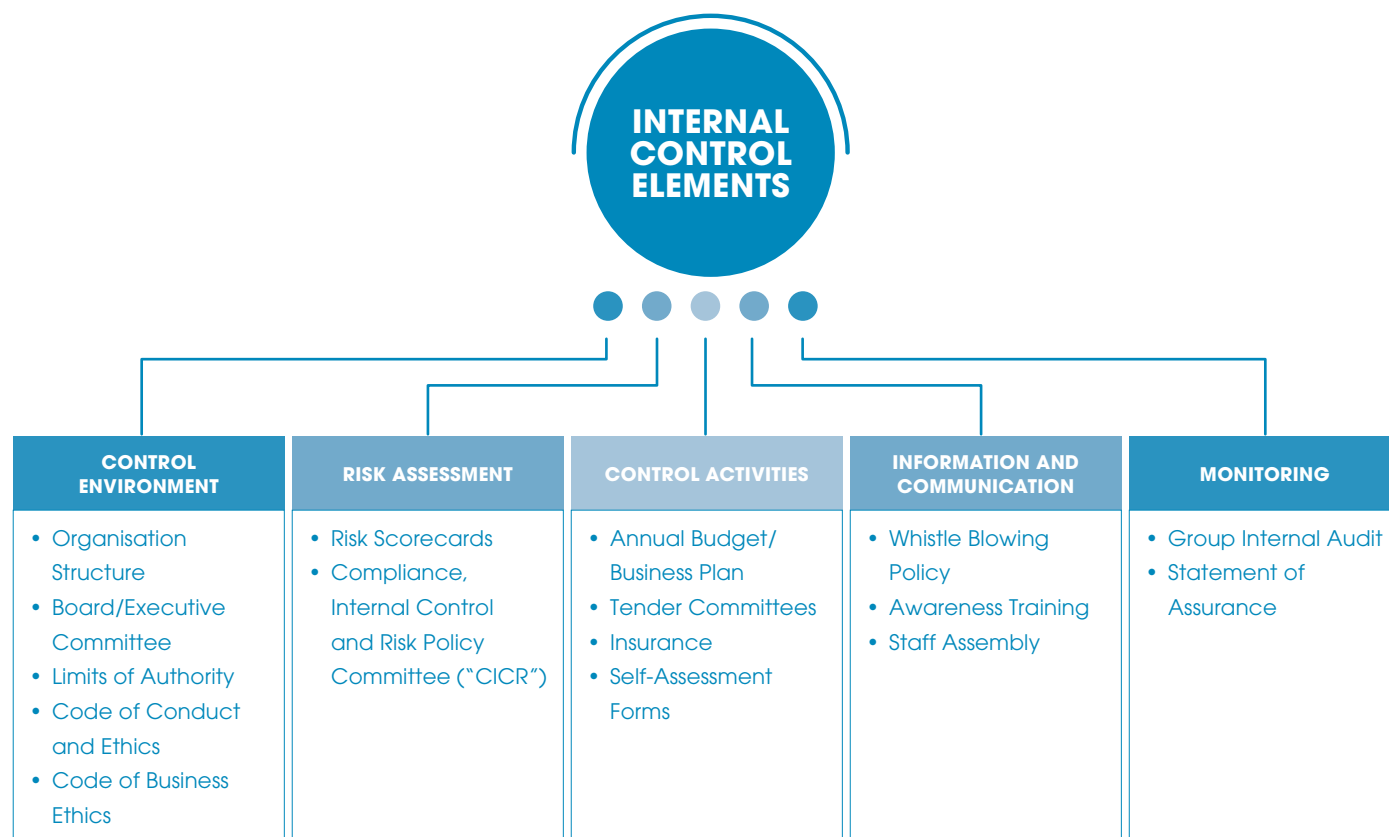 INTERNAL
CONTROL
ELEMENTS
CONTROL
ENVIRONMENT
• Organisation
Structure
• Board/Executive
Committee
• Limits of Authority
• Code of Conduct
and Ethics
• Code of Business
Ethics
RISK ASSESSMENT
• Risk Scorecards
• Compliance,
Internal Control
and Risk Policy
Committee (“CICR”)
CONTROL ACTIVITIES
• Annual Budget/
Business Plan
• Tender Committees
• Insurance
• Self-Assessment
Forms
INFORMATION AND
COMMUNICATION
• Whistle Blowing
Policy
• Awareness Training
• Staff Assembly
MONITORING
• Group Internal Audit
• Statement of
Assurance